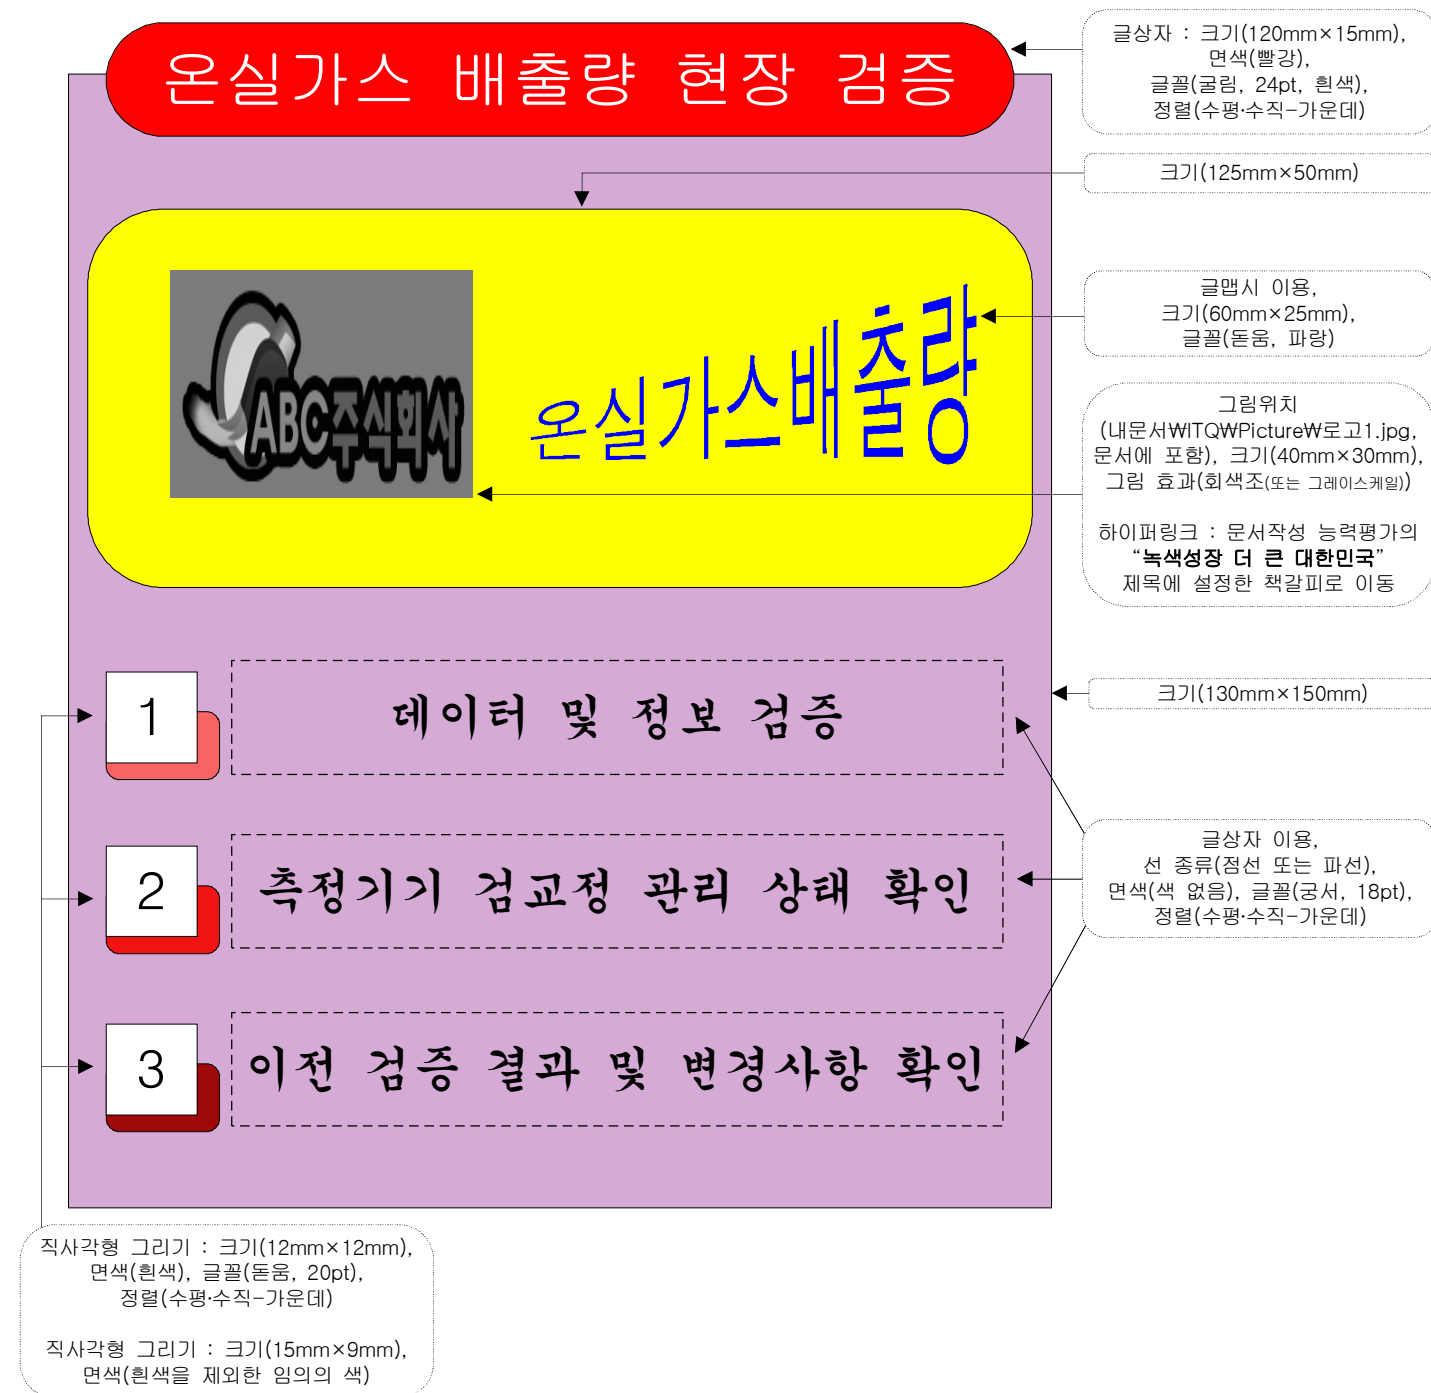 온실가스 배출량 현장 검증
글상자 : 크기(120mm×15mm),
면색(빨강),
글꼴(굴림, 24pt, 흰색),
정렬(수평·수직-가운데)
크기(125mm×50mm)
ABC주식회사
온실가스배출량
글맵시 이용,
크기(60mm×25mm),
글꼴(돋움, 파랑)
그림위치
(내문서₩ITQ₩Picture₩로고1.jpg,
문서에 포함), 크기(40mm×30mm),
그림 효과(회색조(또는 그레이스케일))
하이퍼링크 : 문서작성 능력평가의
“녹색성장 더 큰 대한민국”
제목에 설정한 책갈피로 이동
크기(130mm×150mm)
1
데이터 및 정보 검증
2
측정기기 검교정 관리 상태 확인
글상자 이용,
선 종류(점선 또는 파선),
면색(색 없음), 글꼴(궁서, 18pt),
정렬(수평·수직-가운데)
3
이전 검증 결과 및 변경사항 확인
직사각형 그리기 : 크기(12mm×12mm),
면색(흰색), 글꼴(돋움, 20pt),
정렬(수평·수직-가운데)
직사각형 그리기 : 크기(15mm×9mm),
면색(흰색을 제외한 임의의 색)